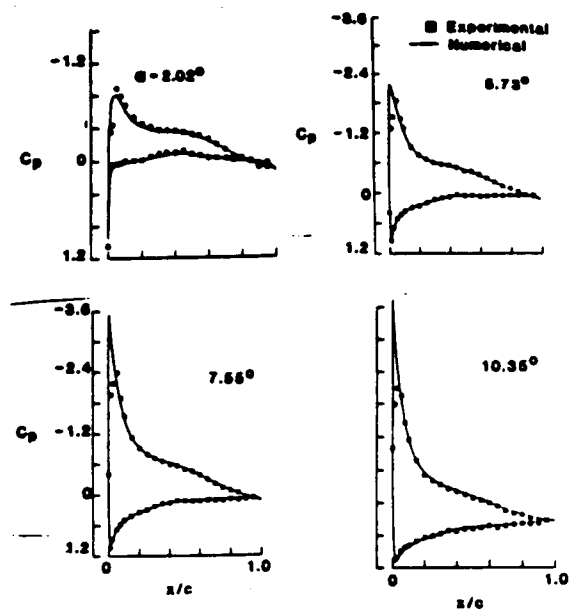 -3.6
■ Experimental
— Numerical
-1.2
α = 2.02°
-2.4
5.73°
-1.2
Cp
0
Cp
0
1.2
1.2
-3.6
-2.4
7.55°
10.35°
Cp
-1.2
0
1.2
0
1.0
0
1.0
x/c
x/c